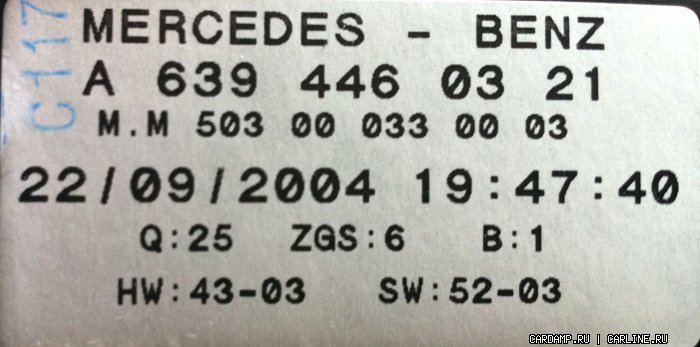 C117
MERCEDES - BENZ
A 639 446 03 21
M.M 503 00 033 00 03
22/09/2004 19:47:40
Q:25 ZGS:6 B:1
HW:43-03 SW:52-03
CARDAMP.RU | CARLINE.RU